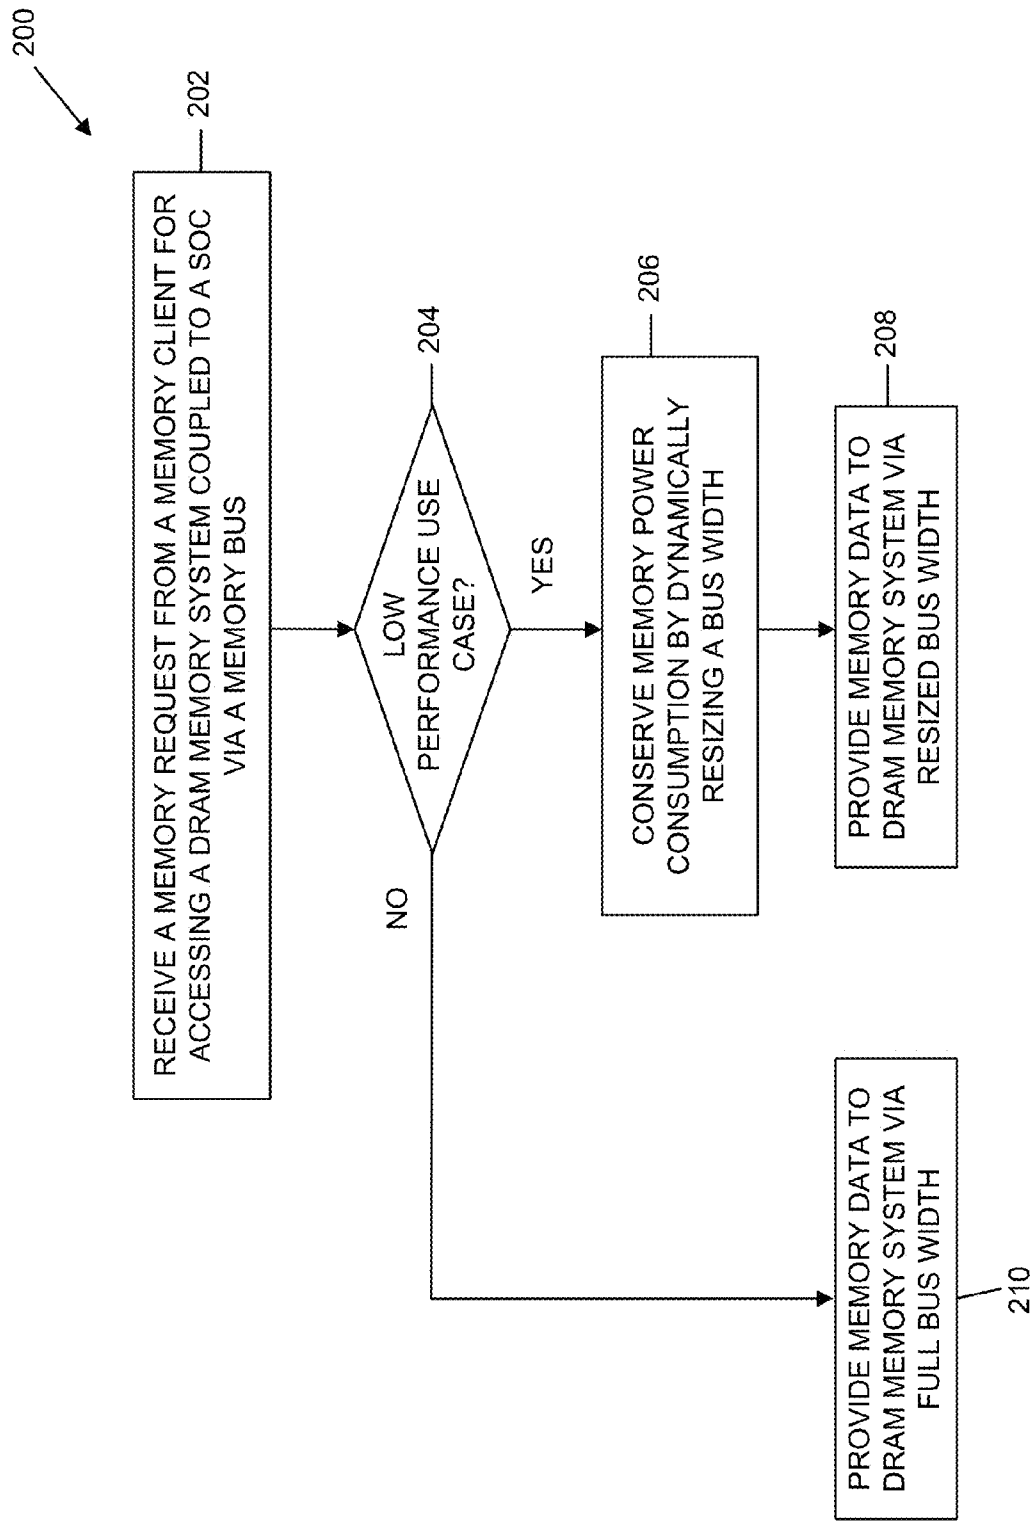 200
RECEIVE A MEMORY REQUEST FROM A MEMORY CLIENT FOR
ACCESSING A DRAM MEMORY SYSTEM COUPLED TO A SOC
VIA A MEMORY BUS
202
LOW
PERFORMANCE USE
CASE?
204
NO
YES
CONSERVE MEMORY POWER
CONSUMPTION BY DYNAMICALLY
RESIZING A BUS WIDTH
206
PROVIDE MEMORY DATA TO
DRAM MEMORY SYSTEM VIA
RESIZED BUS WIDTH
208
PROVIDE MEMORY DATA TO
DRAM MEMORY SYSTEM VIA
FULL BUS WIDTH
210